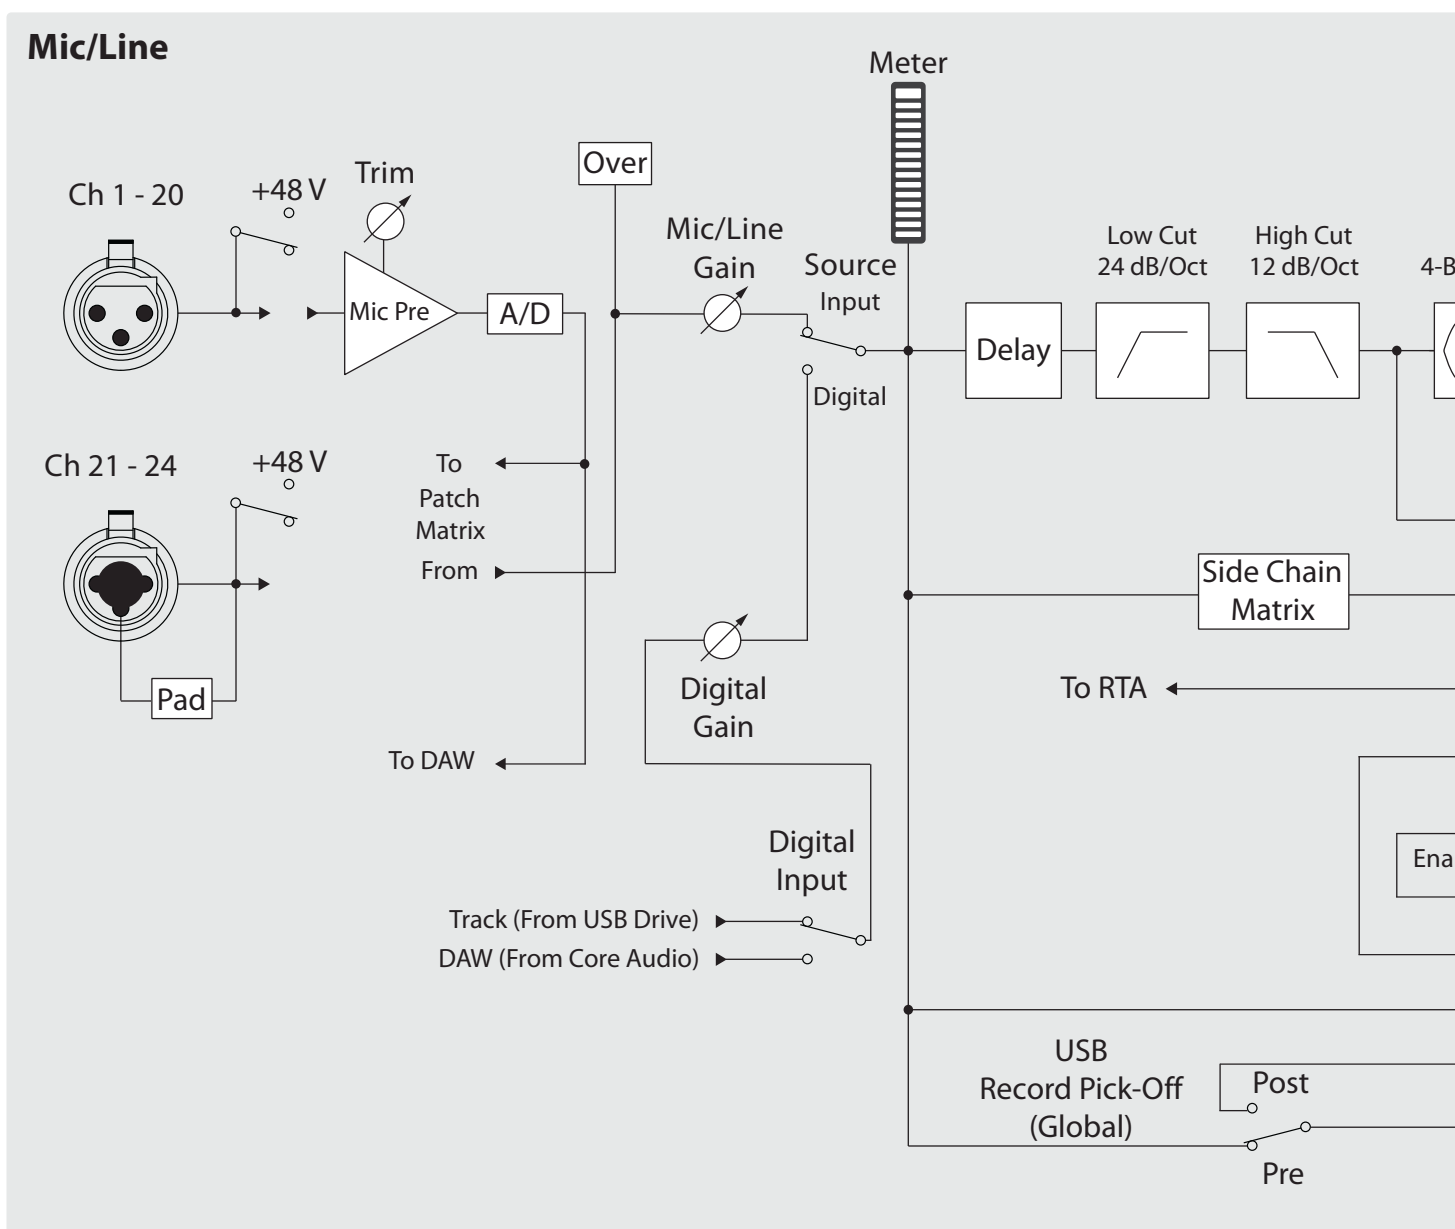 Mic/Line
Meter
Over
Trim
Ch 1 - 20
+48 V
Mic/Line
Gain
Source
Input
Low Cut
24 dB/Oct
High Cut
12 dB/Oct
4-B
Mic Pre
A/D
Delay
Digital
Ch 21 - 24
+48 V
To
Patch
Matrix
From
Side Chain
Matrix
Pad
Digital
Gain
To RTA
To DAW
Digital
Input
Ena
Track (From USB Drive)
DAW (From Core Audio)
USB
Record Pick-Off
(Global)
Post
Pre